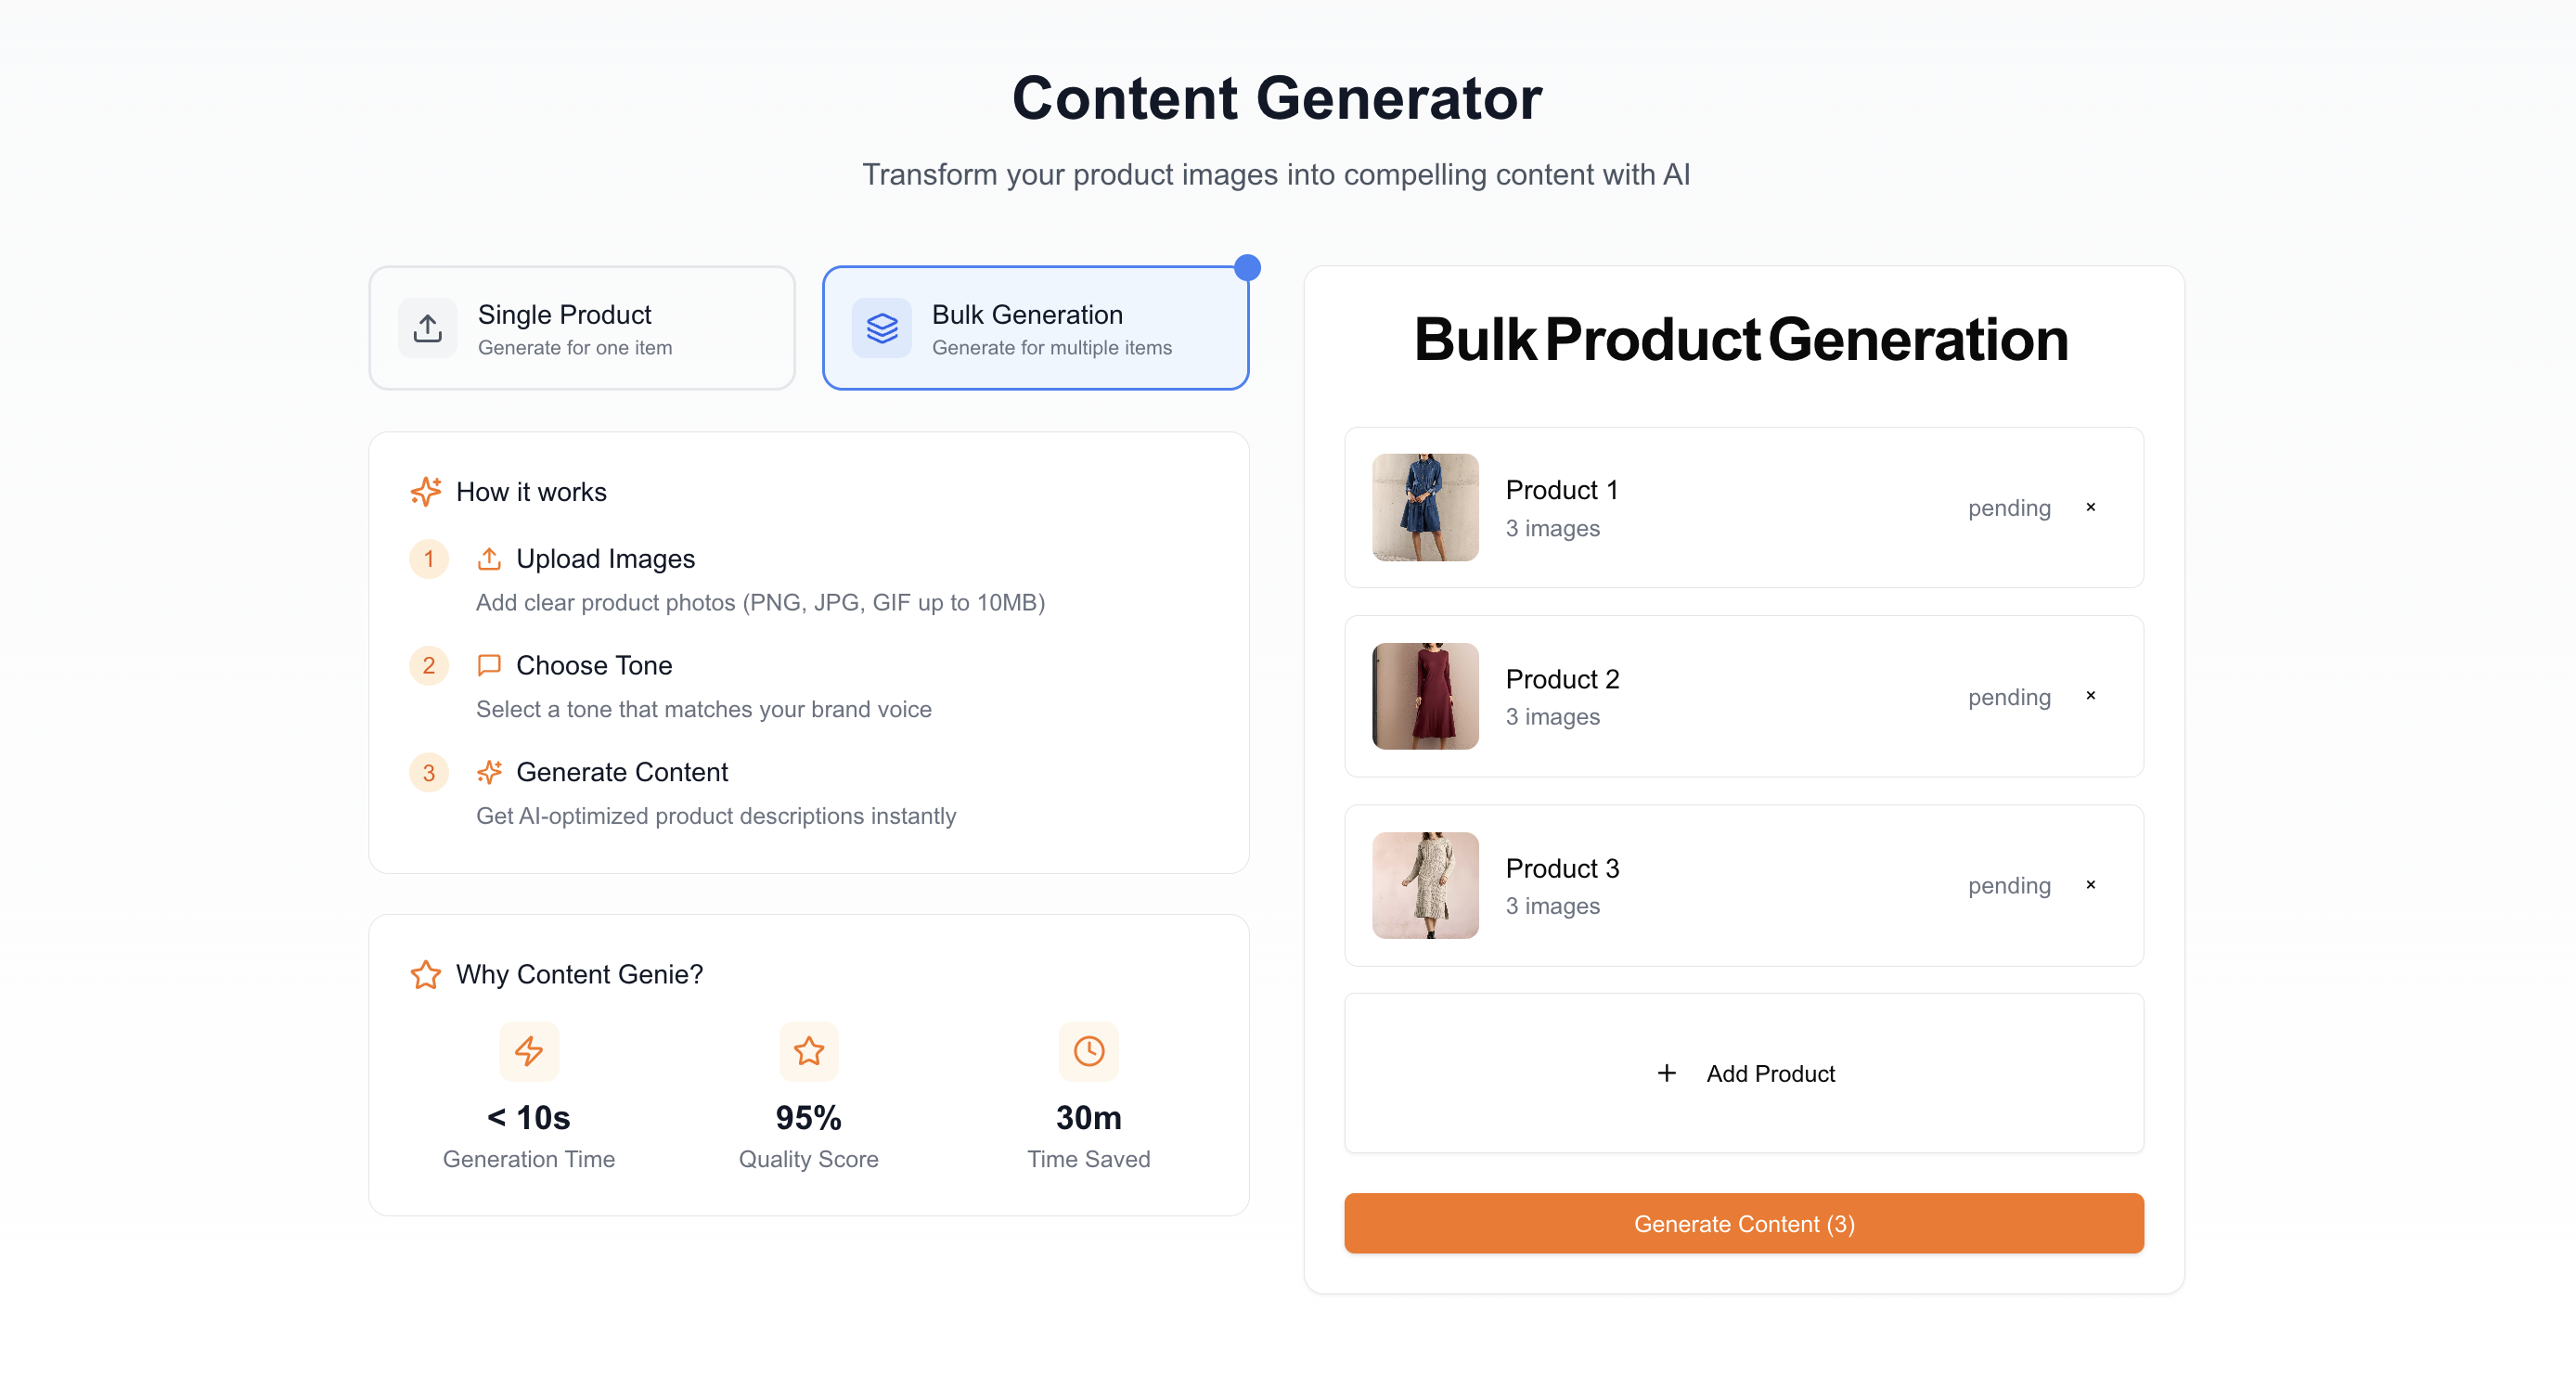 Content Generator
Transform your product images into compelling content with AI
Single Product
Generate for one item
Bulk Generation
Generate for multiple items
How it works
1
Upload Images
Add clear product photos (PNG, JPG, GIF up to 10MB)
2
Choose Tone
Select a tone that matches your brand voice
3
Generate Content
Get AI-optimized product descriptions instantly
Why Content Genie?
< 10s
Generation Time
95%
Quality Score
30m
Time Saved
Bulk Product Generation
Product 1
3 images
pending
×
Product 2
3 images
pending
×
Product 3
3 images
pending
×
+ Add Product
Generate Content (3)